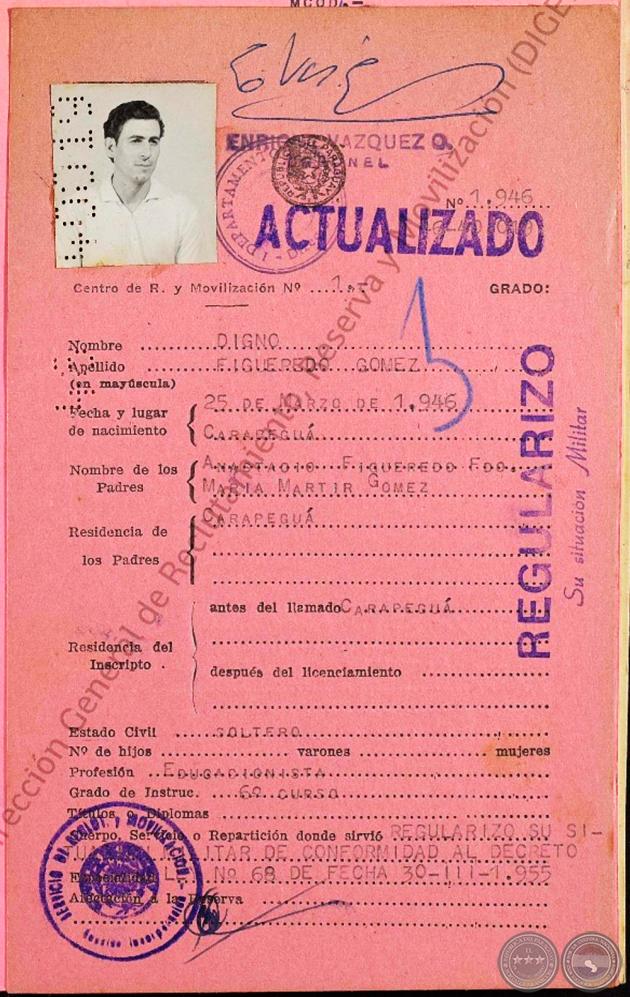 ENRIQUE VAZQUEZ O.
Nº 1.946
ACTUALIZADO
Centro de R. y Movilización Nº
GRADO:
Nombre DIGNO
Apellido FIGUEREDO GOMEZ
(en mayúscula)
Fecha y lugar de nacimiento
25 DE MARZO DE 1.946
CARAPEGUÁ
Nombre de los Padres
ANASTACIO FIGUEREDO FDO.
MARIA MARTIR GOMEZ
Residencia de los Padres
CARAPEGUÁ
Residencia del Inscripto
antes del llamado CARAPEGUÁ
después del licenciamiento
REGULARIZO
Su situación Militar
Estado Civil SOLTERO
Nº de hijos varones mujeres
Profesión EDUCACIONISTA
Grado de Instruc. 6º CURSO
Títulos o Diplomas
Cuerpo, Servicio o Repartición donde sirvió REGULARIZO SU SI-
MILITAR DE CONFORMIDAD AL DECRETO
Nº 68 DE FECHA 30-III-1.955
Afectación a la Reserva
Dirección General de Reclutamiento, Reserva y Movilización (DIGE